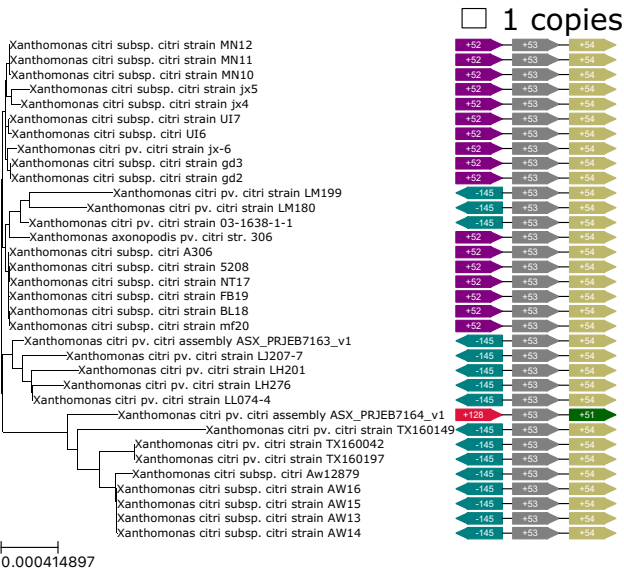 1 copies
Xanthomonas citri subsp. citri strain MN12 +52 +53 +54
Xanthomonas citri subsp. citri strain MN11 +52 +53 +54
Xanthomonas citri subsp. citri strain MN10 +52 +53 +54
Xanthomonas citri subsp. citri strain jx5 +52 +53 +54
Xanthomonas citri subsp. citri strain jx4 +52 +53 +54
Xanthomonas citri subsp. citri strain UI7 +52 +53 +54
Xanthomonas citri subsp. citri UI6 +52 +53 +54
Xanthomonas citri pv. citri strain jx-6 +52 +53 +54
Xanthomonas citri subsp. citri strain gd3 +52 +53 +54
Xanthomonas citri subsp. citri strain gd2 +52 +53 +54
Xanthomonas citri pv. citri strain LM199 -145 +53 +54
Xanthomonas citri pv. citri strain LM180 -145 +53 +54
Xanthomonas citri pv. citri strain 03-1638-1-1 -145 +53 +54
Xanthomonas axonopodis pv. citri str. 306 +52 +53 +54
Xanthomonas citri subsp. citri A306 +52 +53 +54
Xanthomonas citri subsp. citri strain 5208 +52 +53 +54
Xanthomonas citri subsp. citri strain NT17 +52 +53 +54
Xanthomonas citri subsp. citri strain FB19 +52 +53 +54
Xanthomonas citri subsp. citri strain BL18 +52 +53 +54
Xanthomonas citri subsp. citri strain mf20 +52 +53 +54
Xanthomonas citri pv. citri assembly ASX_PRJEB7163_v1 -145 +53 +54
Xanthomonas citri pv. citri strain LJ207-7 -145 +53 +54
Xanthomonas citri pv. citri strain LH201 -145 +53 +54
Xanthomonas citri pv. citri strain LH276 -145 +53 +54
Xanthomonas citri pv. citri strain LL074-4 -145 +53 +54
Xanthomonas citri pv. citri assembly ASX_PRJEB7164_v1 +128 +53 +51
Xanthomonas citri pv. citri strain TX160149 -145 +53 +54
Xanthomonas citri pv. citri strain TX160042 -145 +53 +54
Xanthomonas citri pv. citri strain TX160197 -145 +53 +54
Xanthomonas citri subsp. citri Aw12879 -145 +53 +54
Xanthomonas citri subsp. citri strain AW16 -145 +53 +54
Xanthomonas citri subsp. citri strain AW15 -145 +53 +54
Xanthomonas citri subsp. citri strain AW13 -145 +53 +54
Xanthomonas citri subsp. citri strain AW14 -145 +53 +54
0.000414897